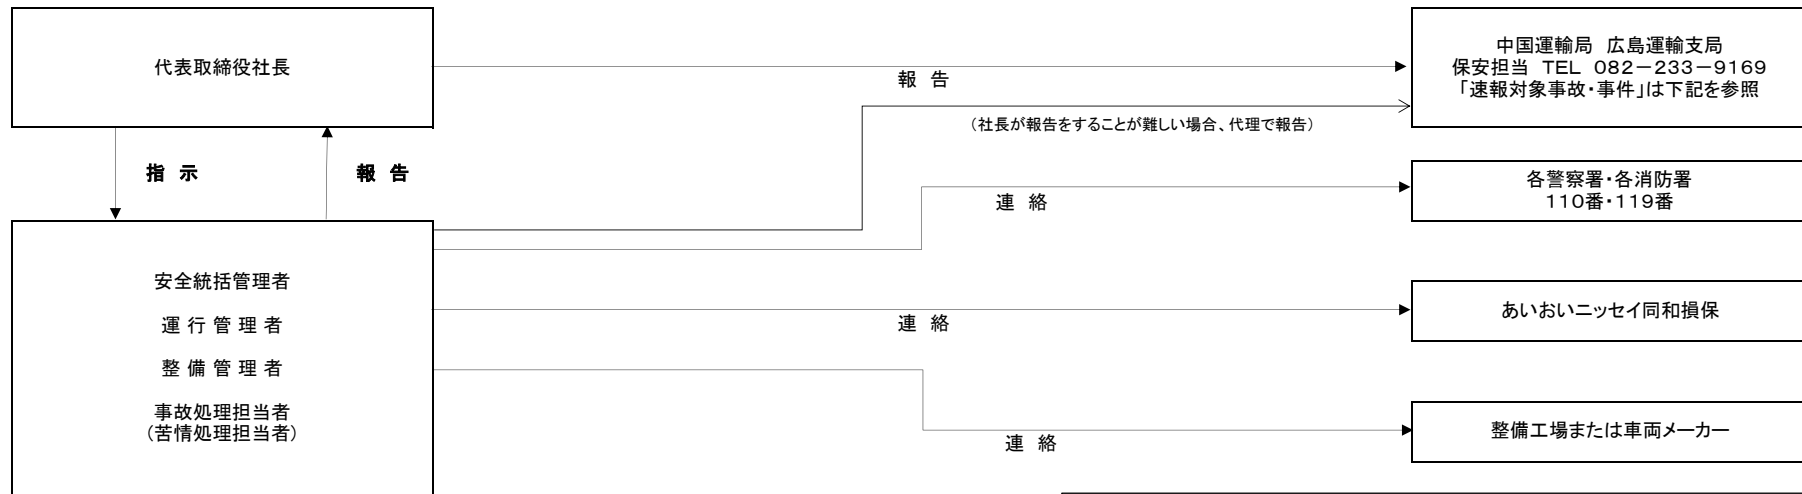 代表取締役社長
報 告
中国運輸局 広島運輸支局
保安担当 TEL 082－233－9169
「速報対象事故・事件」は下記を参照
（社長が報告をすることが難しい場合、代理で報告）
指 示
報 告
連 絡
各警察署・各消防署
110番・119番
安全統括管理者
運 行 管 理 者
整 備 管 理 者
事故処理担当者
（苦情処理担当者）
連 絡
あいおいニッセイ同和損保
連 絡
整備工場または車両メーカー